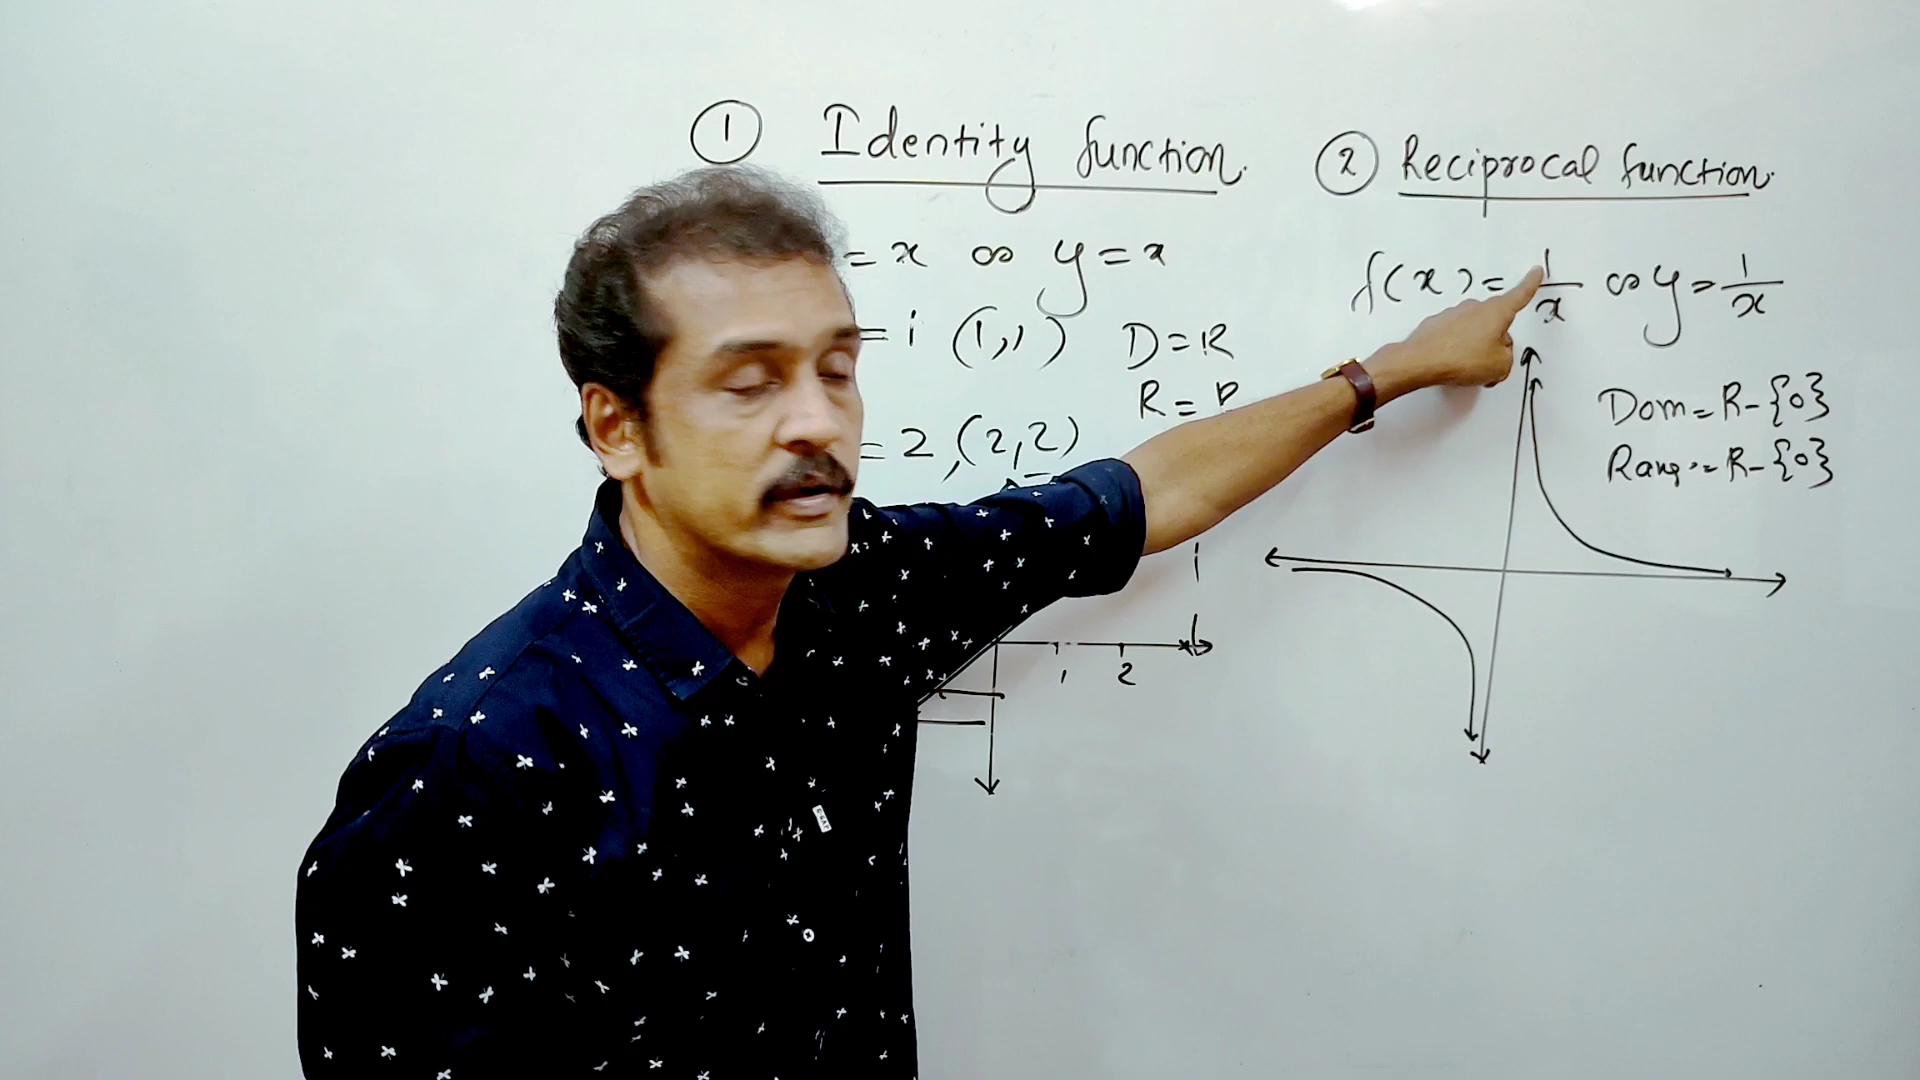 ① Identity function.
= x or y = x
= 1 (1,1) D = R
R = R
= 2, (2,2)
1 2
② Reciprocal function.
f(x) = 1/x or y = 1/x
Dom = R - {0}
Rang = R - {0}